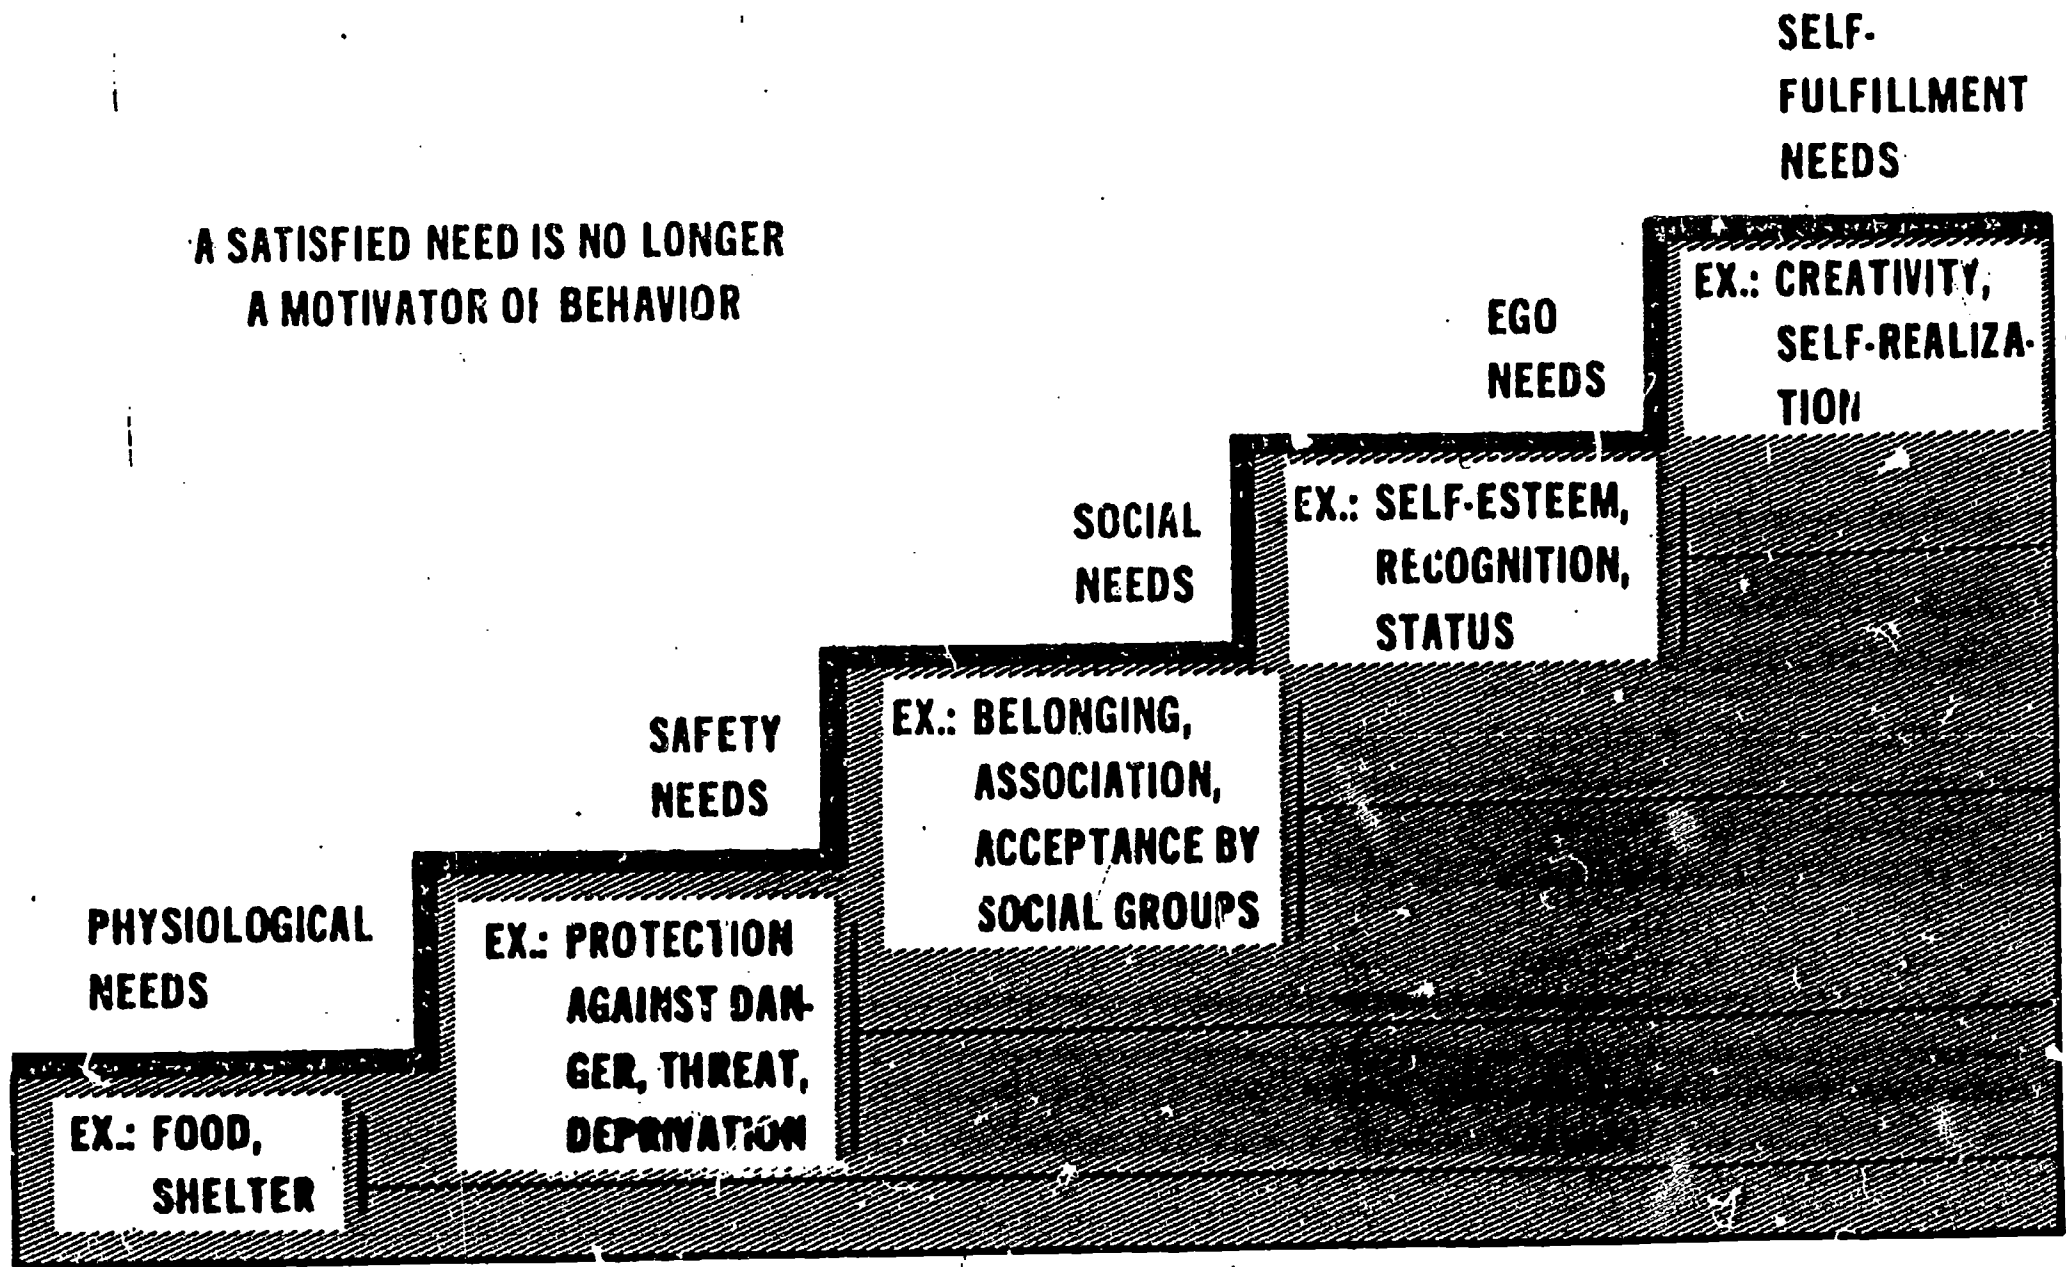 SELF-
FULFILLMENT
NEEDS
A SATISFIED NEED IS NO LONGER
A MOTIVATOR OF BEHAVIOR
EX.: CREATIVITY,
SELF-REALIZA-
TION
EGO
NEEDS
EX.: SELF-ESTEEM,
RECOGNITION,
STATUS
SOCIAL
NEEDS
EX.: BELONGING,
ASSOCIATION,
ACCEPTANCE BY
SOCIAL GROUPS
SAFETY
NEEDS
EX.: PROTECTION
AGAINST DAN-
GER, THREAT,
DEPRIVATION
PHYSIOLOGICAL
NEEDS
EX.: FOOD,
SHELTER